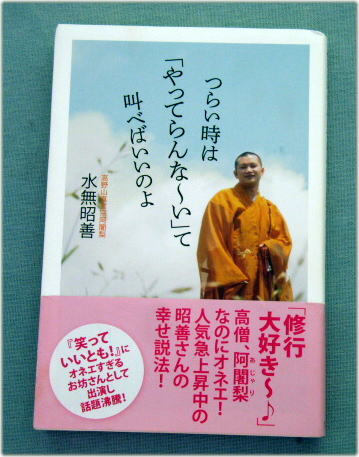 つらい時は
「やってらんな〜い」て
叫べばいいのよ
水無昭善
「修行
大好き〜♪」
高僧、阿闍梨
あじゃり
なのにオネエ!
人気急上昇中の
昭善さんの
幸せ説法!
『笑って
いいとも!』に
オネエすぎる
お坊さんとして
出演し
話題沸騰!